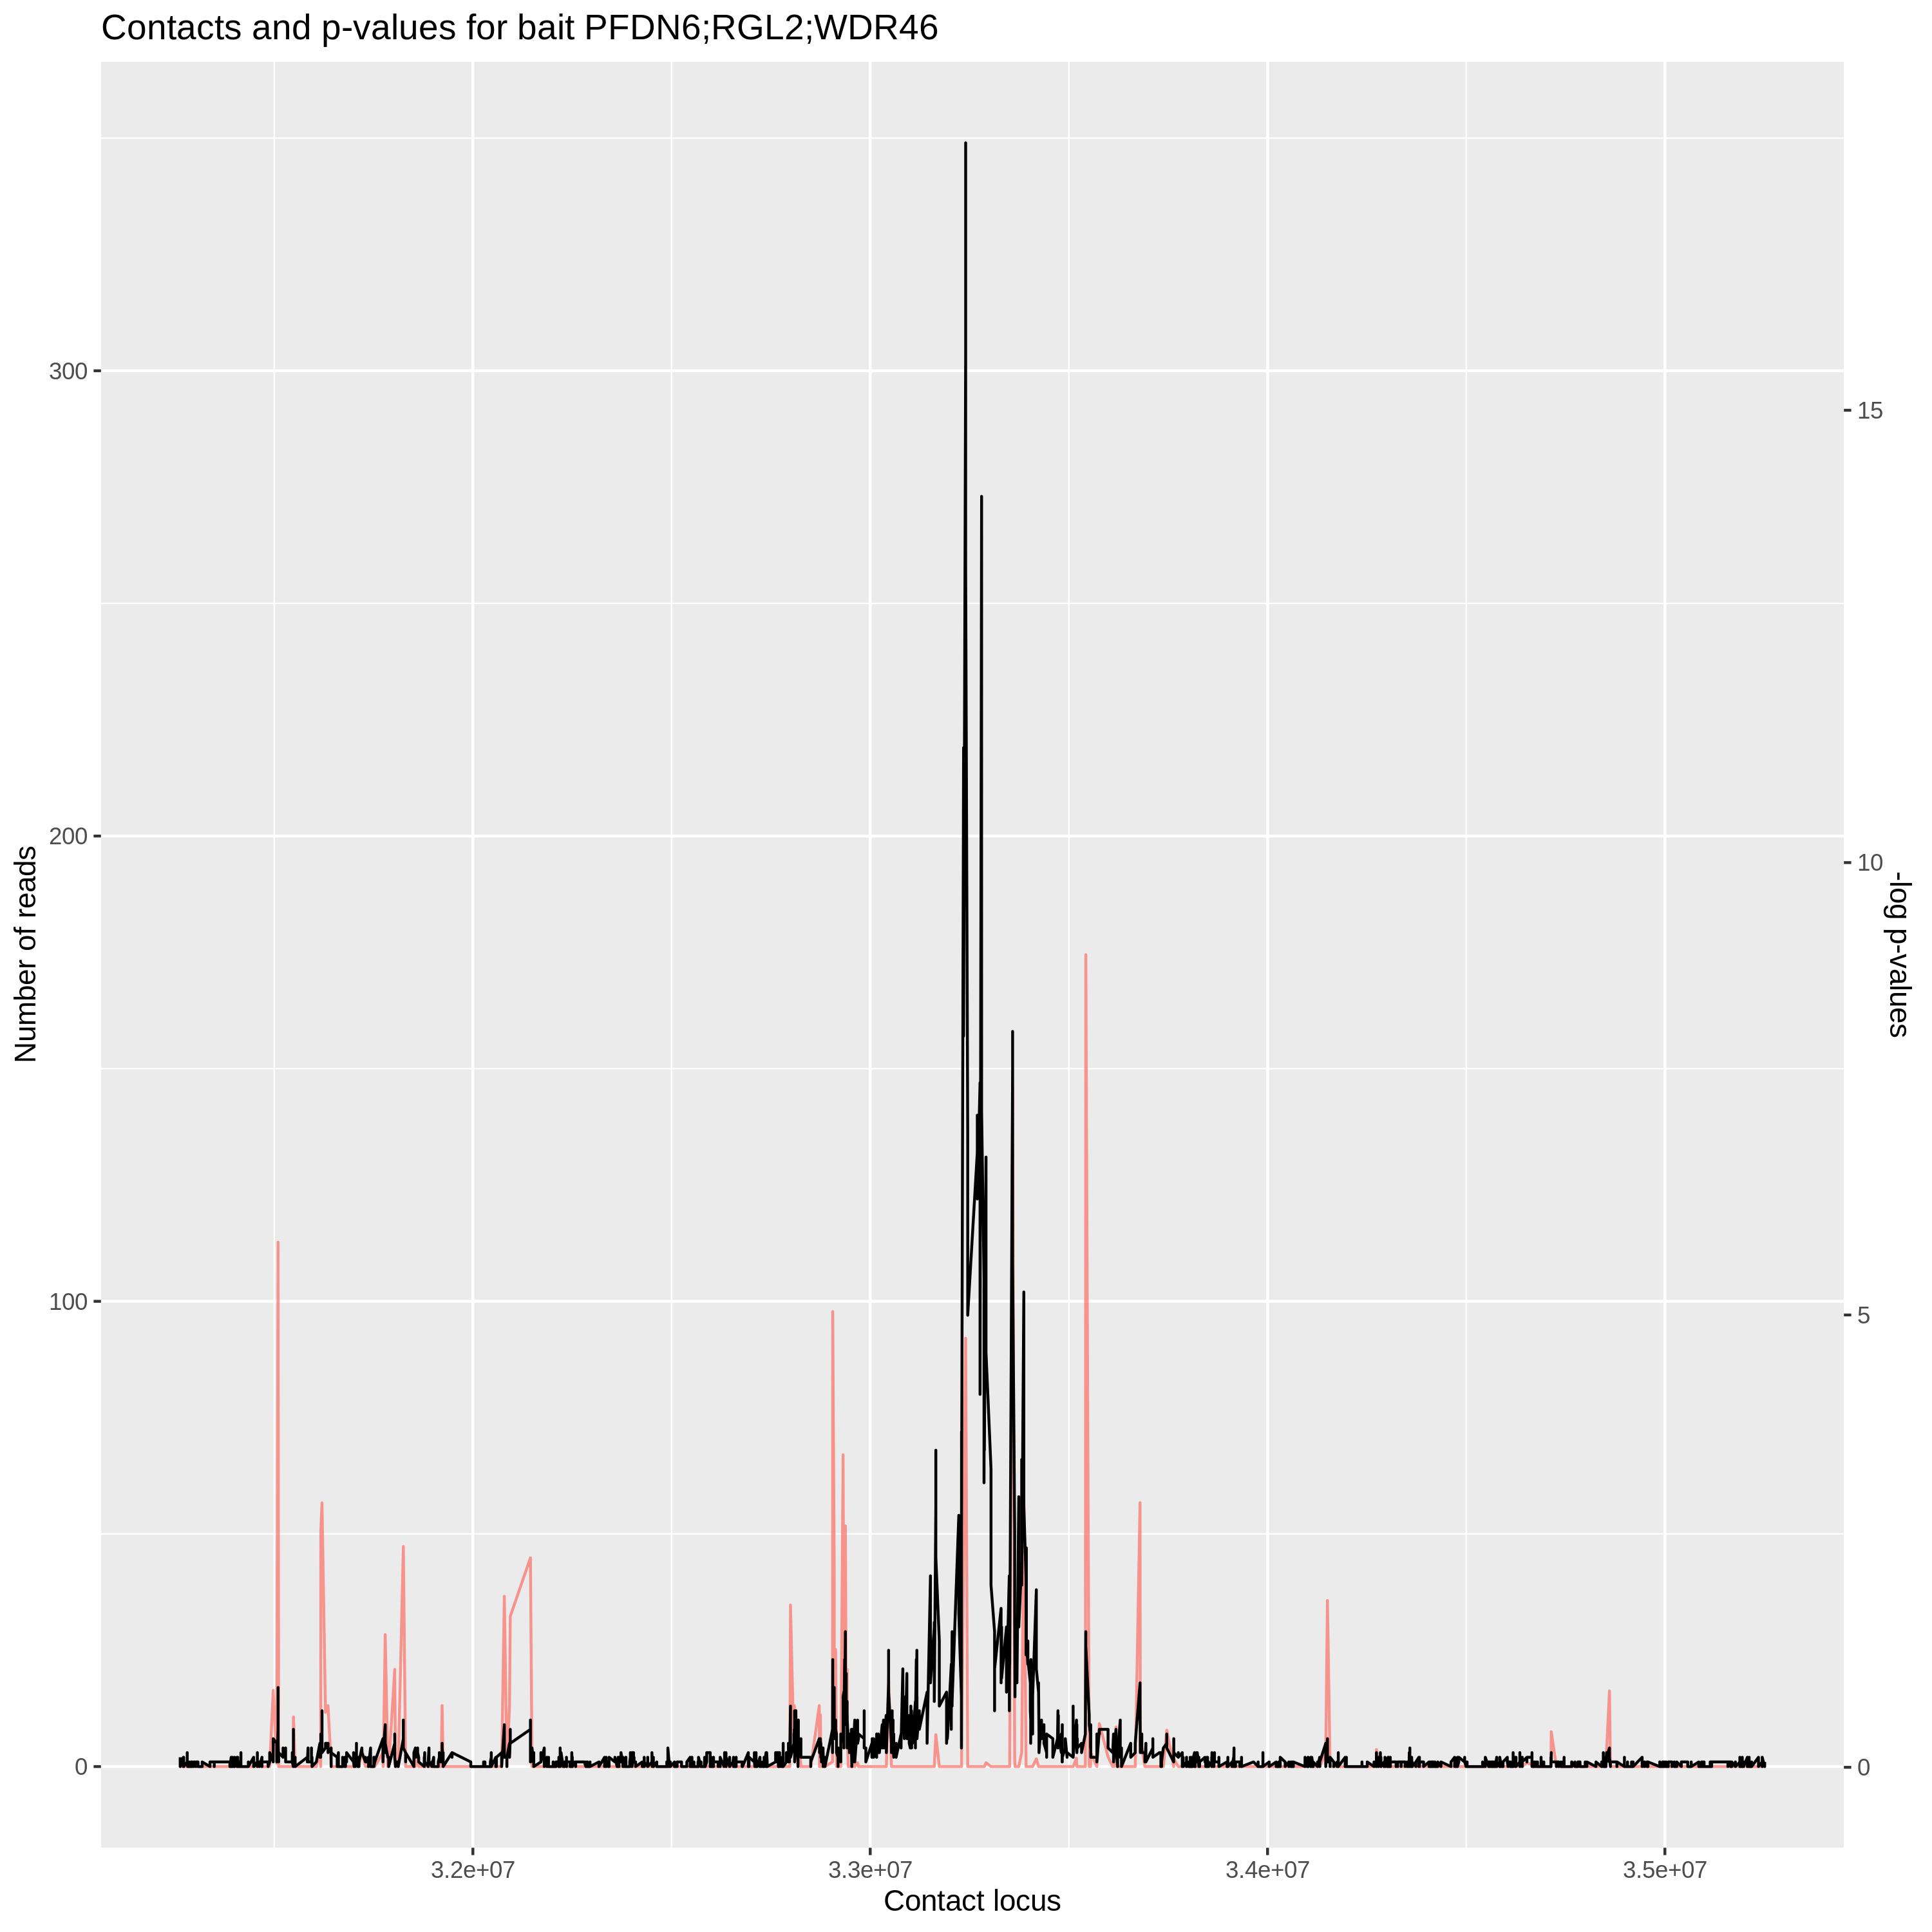 Contacts and p-values for bait PFDN6;RGL2;WDR46
Number of reads
300
200
100
0
15
10
5
0
-log p-values
3.2e+07
3.3e+07
3.4e+07
3.5e+07
Contact locus